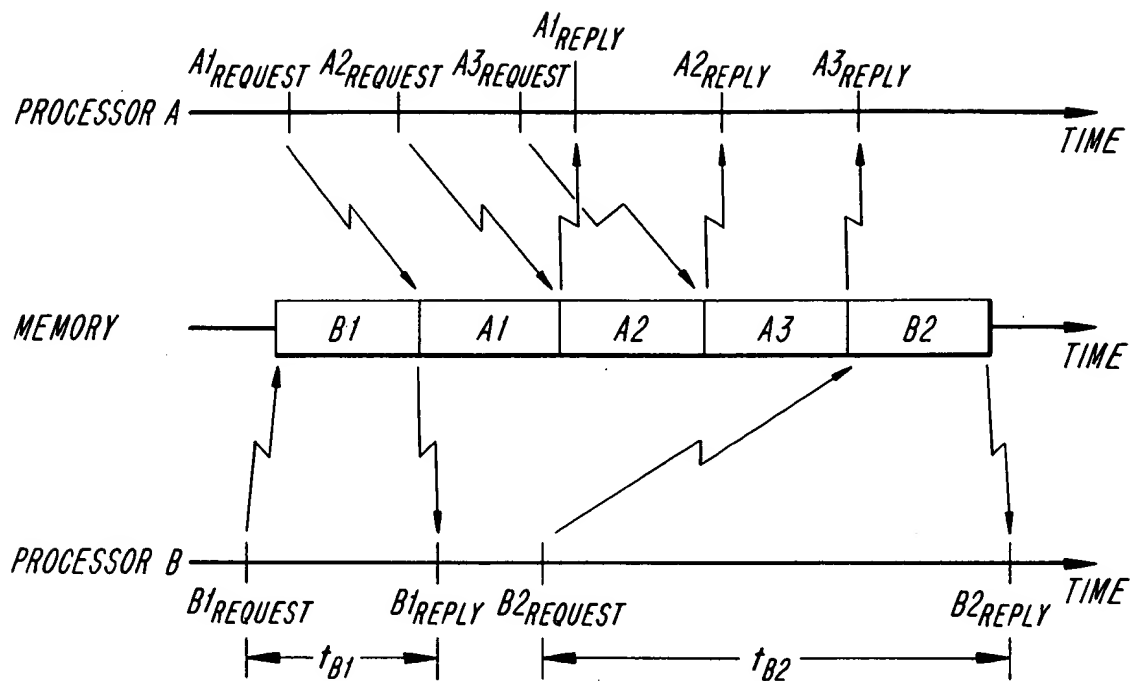 A1REPLY
A1REQUEST A2REQUEST A3REQUEST A2REPLY A3REPLY
PROCESSOR A
TIME
MEMORY B1 A1 A2 A3 B2
TIME
PROCESSOR B
TIME
B1REQUEST B1REPLY B2REQUEST B2REPLY
tB1 tB2